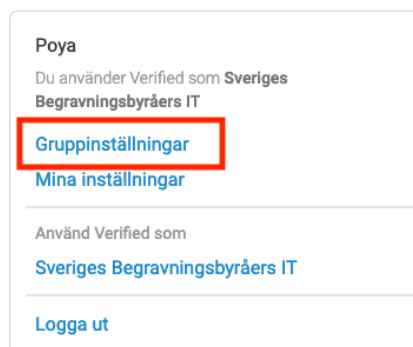 Poya
Du använder Verified som Sveriges
Begravningsbyråers IT
Gruppinställningar
Mina inställningar
Använd Verified som
Sveriges Begravningsbyråers IT
Logga ut